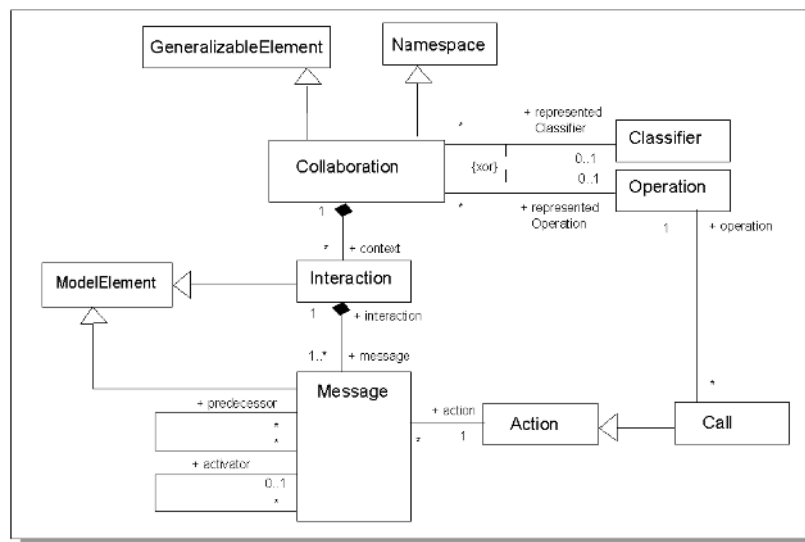 GeneralizableElement
Namespace
*
+ represented
Classifier
Classifier
Collaboration
{xor}
0..1
0..1
Operation
1
*
+ represented
Operation
1
+ operation
*
+ context
ModelElement
Interaction
1
+ interaction
1..*
+ message
Message
+ predecessor
*
*
+ action
*
1
Action
*
Call
+ activator
0..1
*